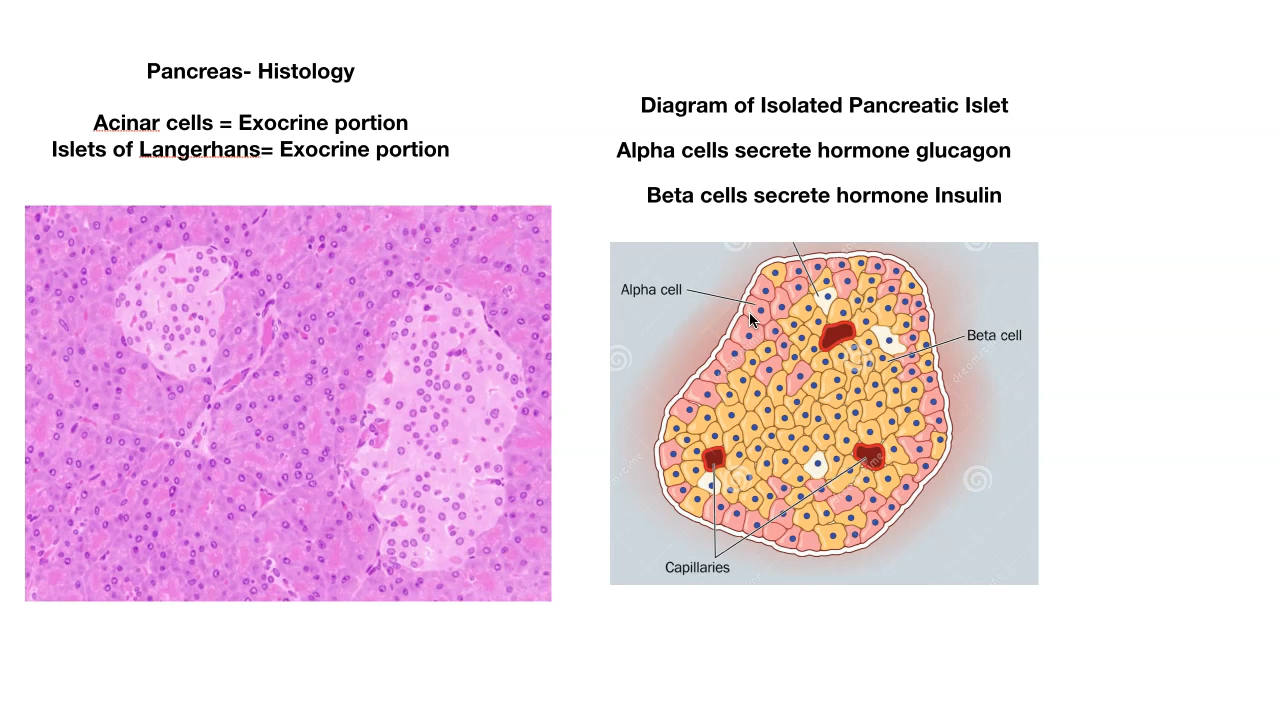 Pancreas- Histology
Acinar cells = Exocrine portion
Islets of Langerhans= Exocrine portion
Diagram of Isolated Pancreatic Islet
Alpha cells secrete hormone glucagon
Beta cells secrete hormone Insulin
Alpha cell
Beta cell
Capillaries